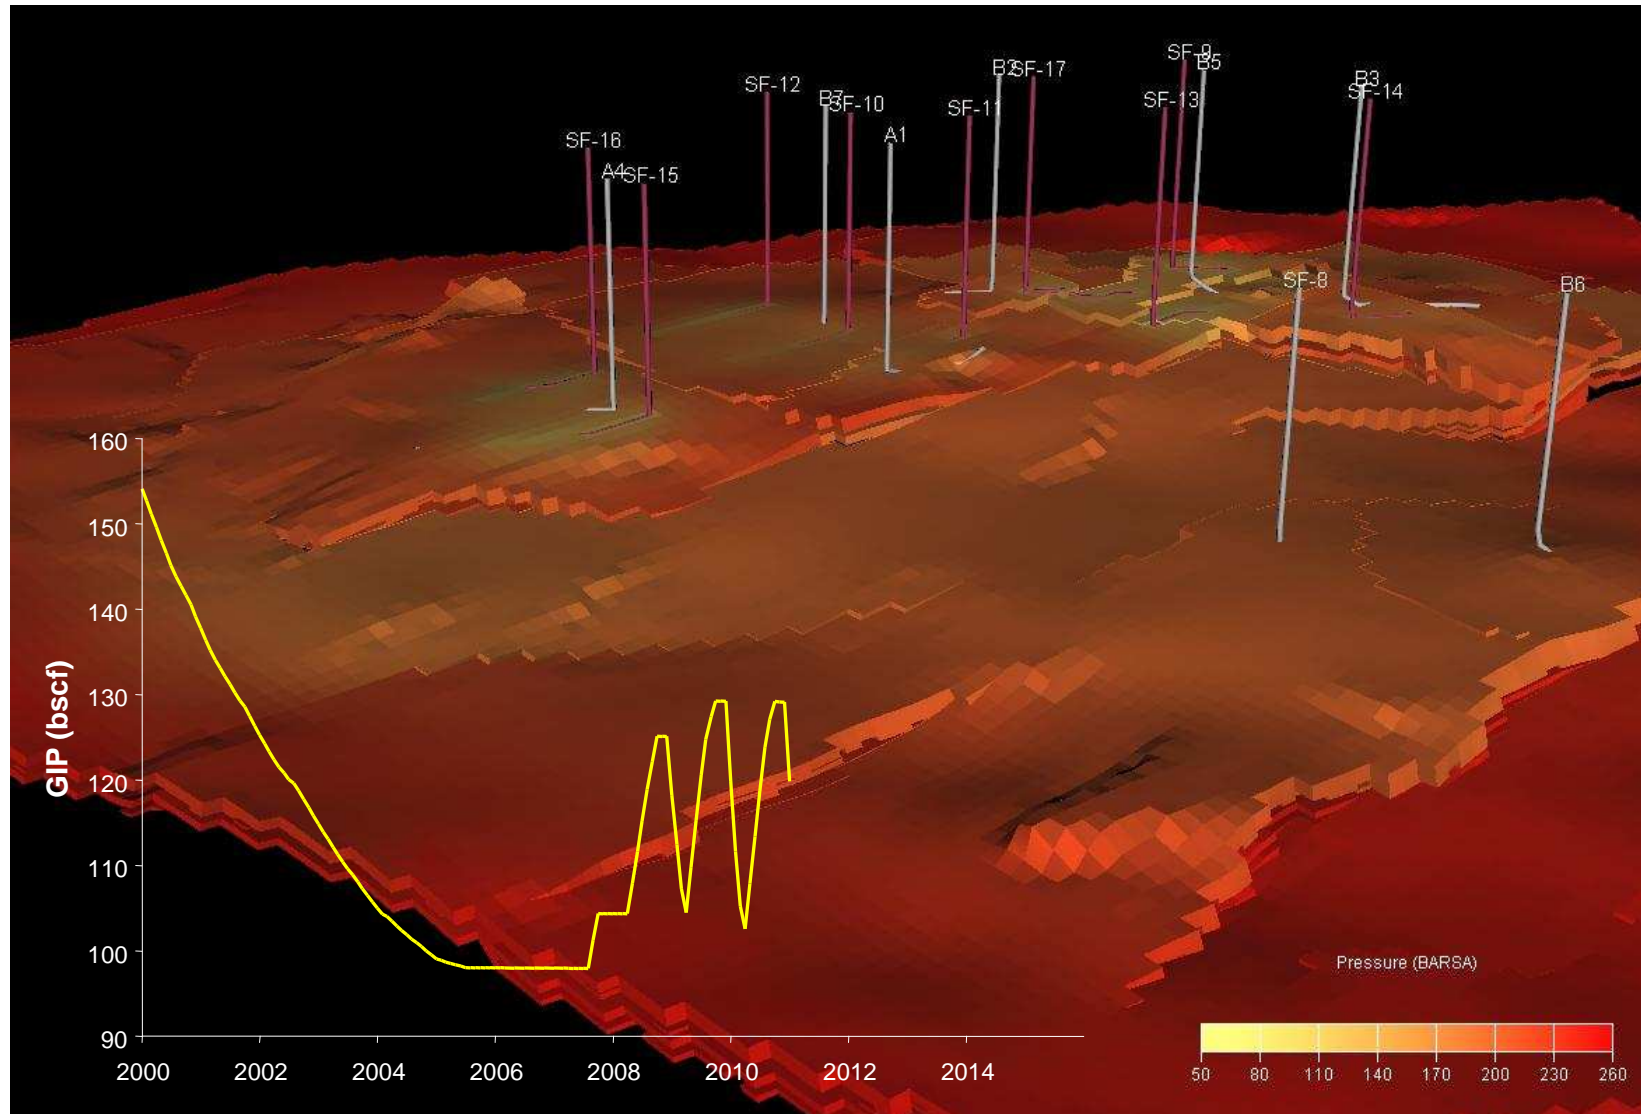 SF-9
B5
B2
SF-17
B3
SF-14
SF-12
B7
SF-10
SF-11
SF-13
A1
SF-16
A4
SF-15
SF-8
B6
160
150
140
130
120
110
100
90
GIP (bscf)
2000 2002 2004 2006 2008 2010 2012 2014
Pressure (BARSA)
50 80 110 140 170 200 230 260